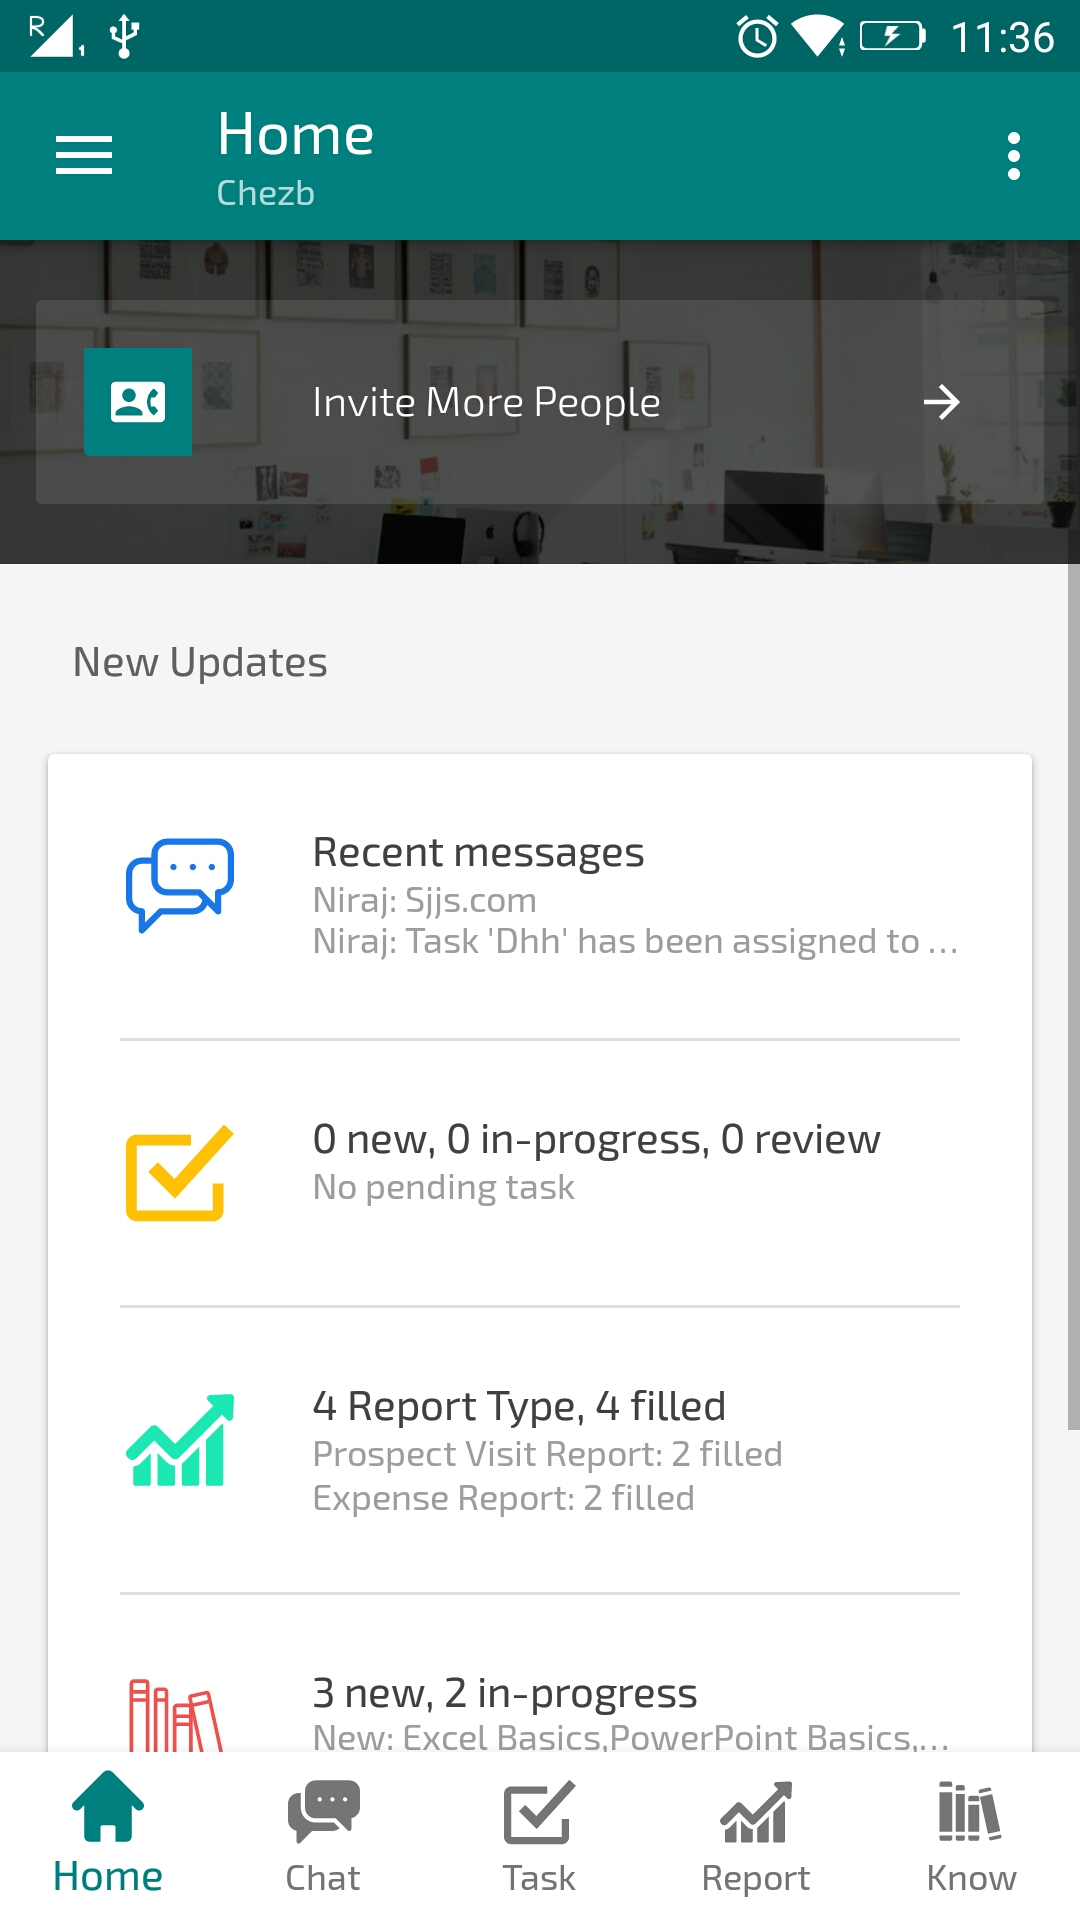 R
1
11:36
Home
Chezb
Invite More People
New Updates
Recent messages
Niraj: Sjjs.com
Niraj: Task 'Dhh' has been assigned to ...
0 new, 0 in-progress, 0 review
No pending task
4 Report Type, 4 filled
Prospect Visit Report: 2 filled
Expense Report: 2 filled
3 new, 2 in-progress
New: Excel Basics,PowerPoint Basics,...
Home
Chat
Task
Report
Know